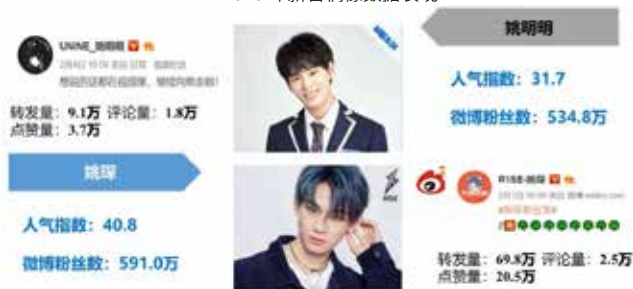 UNINE_姚明明
转发量：9.1万 评论量：1.8万
点赞量：3.7万
姚明明
人气指数：31.7
微博粉丝数：534.8万
姚琛
人气指数：40.8
微博粉丝数：591.0万
R1SE-姚琛
转发量：69.8万 评论量：2.5万
点赞量：20.5万